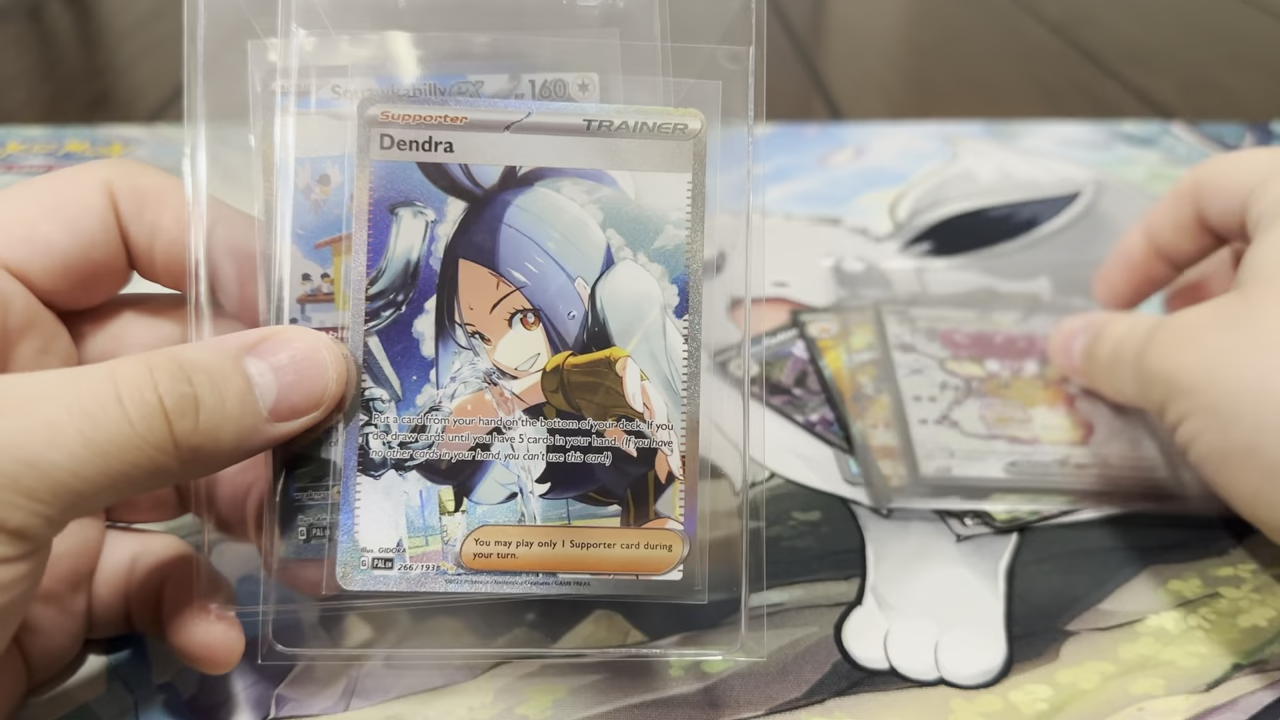 Squawkabilly ex 160
Supporter
TRAINER
Dendra
Put a card from your hand on the bottom of your deck. If you
do, draw cards until you have 5 cards in your hand. (If you have
no other cards in your hand, you can't use this card.)
You may play only 1 Supporter card during
your turn.
Illus. GIDORA
G PAL EN 266/193
weakness
G PAL